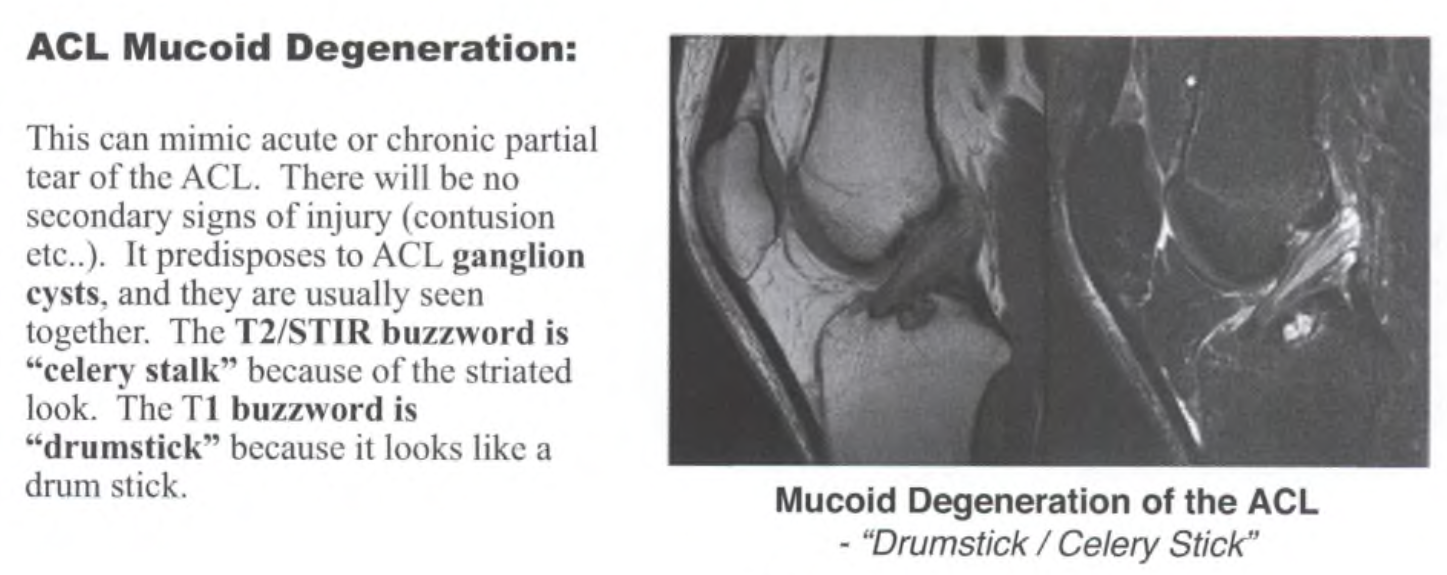 ACL Mucoid Degeneration:
This can mimic acute or chronic partial
tear of the ACL. There will be no
secondary signs of injury (contusion
etc..). It predisposes to ACL ganglion
cysts, and they are usually seen
together. The T2/STIR buzzword is
“celery stalk” because of the striated
look. The T1 buzzword is
“drumstick” because it looks like a
drum stick.
Mucoid Degeneration of the ACL
- “Drumstick / Celery Stick”